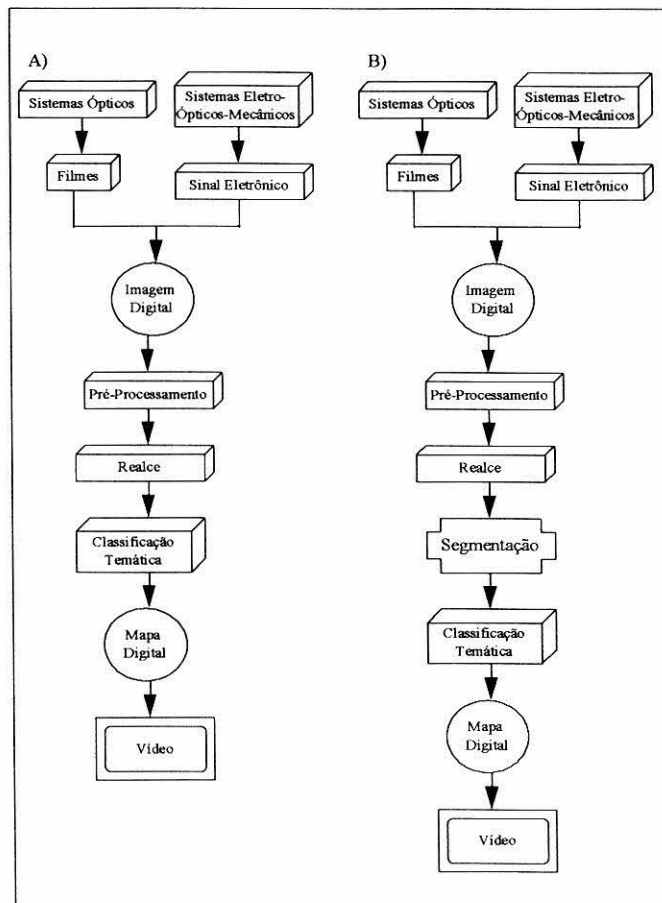 A)
Sistemas Ópticos
Sistemas Eletro-
Ópticos-Mecânicos
Filmes
Sinal Eletrônico
Imagem
Digital
Pré-Processamento
Realce
Classificação
Temática
Mapa
Digital
Vídeo
B)
Sistemas Ópticos
Sistemas Eletro-
Ópticos-Mecânicos
Filmes
Sinal Eletrônico
Imagem
Digital
Pré-Processamento
Realce
Segmentação
Classificação
Temática
Mapa
Digital
Vídeo